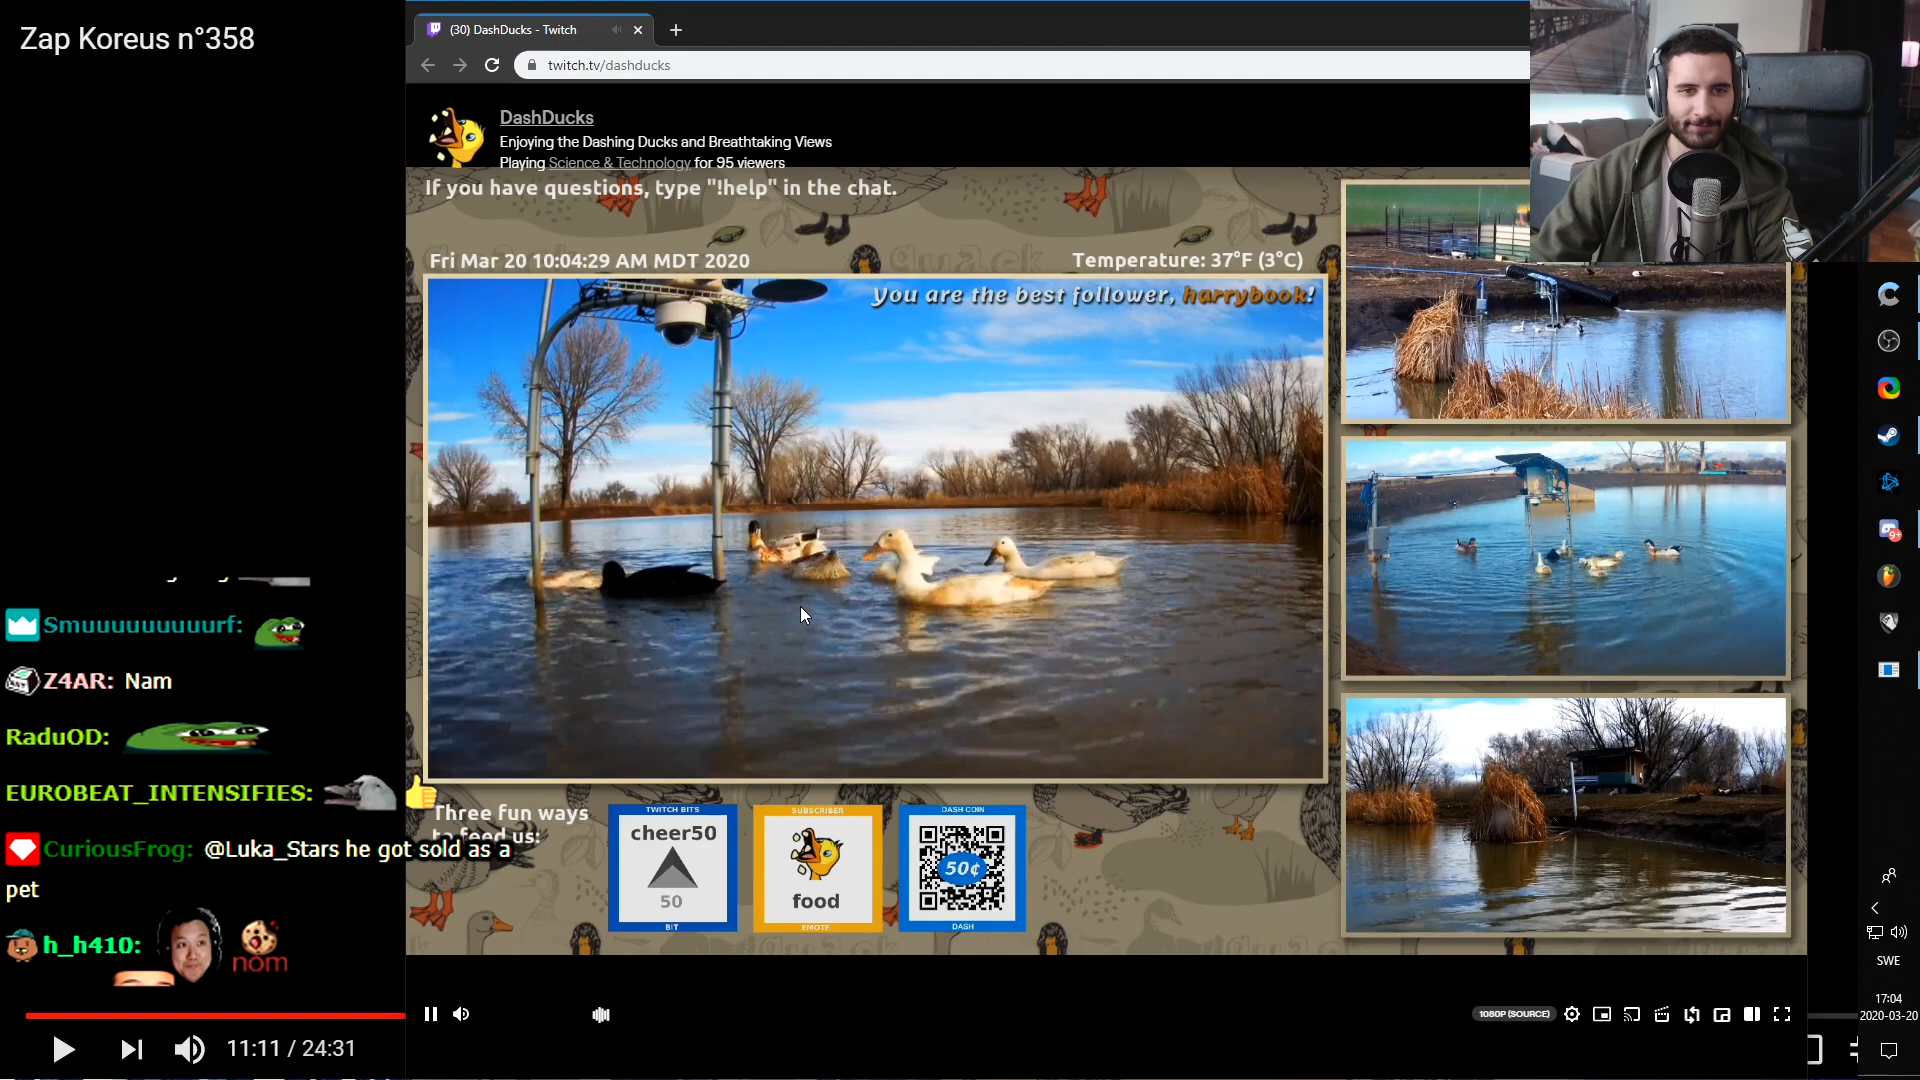 Zap Koreus n°358
(30) DashDucks - Twitch
twitch.tv/dashducks
DashDucks
Enjoying the Dashing Ducks and Breathtaking Views
Playing Science & Technology for 95 viewers
If you have questions, type "!help" in the chat.
quack
Fri Mar 20 10:04:29 AM MDT 2020
Temperature: 37°F (3°C)
You are the best follower, harrybook!
Smuuuuuuuuurf:
Z4AR: Nam
RaduOD:
EUROBEAT_INTENSIFIES:
CuriousFrog: @Luka_Stars he got sold as a
pet
h_h410:
nom
Three fun ways
to feed us:
TWITCH BITS
cheer50
50
BIT
SUBSCRIBER
food
EMOTE
DASH COIN
50¢
DASH
1080P (SOURCE)
11:11 / 24:31
9+
SWE
17:04
2020-03-20